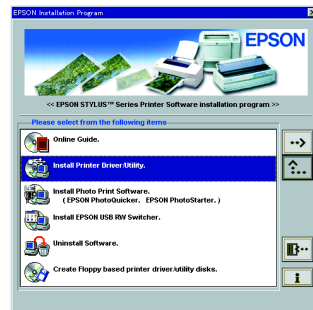 EPSON Installation Program
EPSON
<< EPSON STYLUS™ Series Printer Software installation program >>
Please select from the following items
Online Guide.
Install Printer Driver/Utility.
Install Photo Print Software.
( EPSON PhotoQuicker. EPSON PhotoStarter. )
Install EPSON USB RW Switcher.
Uninstall Software.
Create Floppy based printer driver/utility disks.